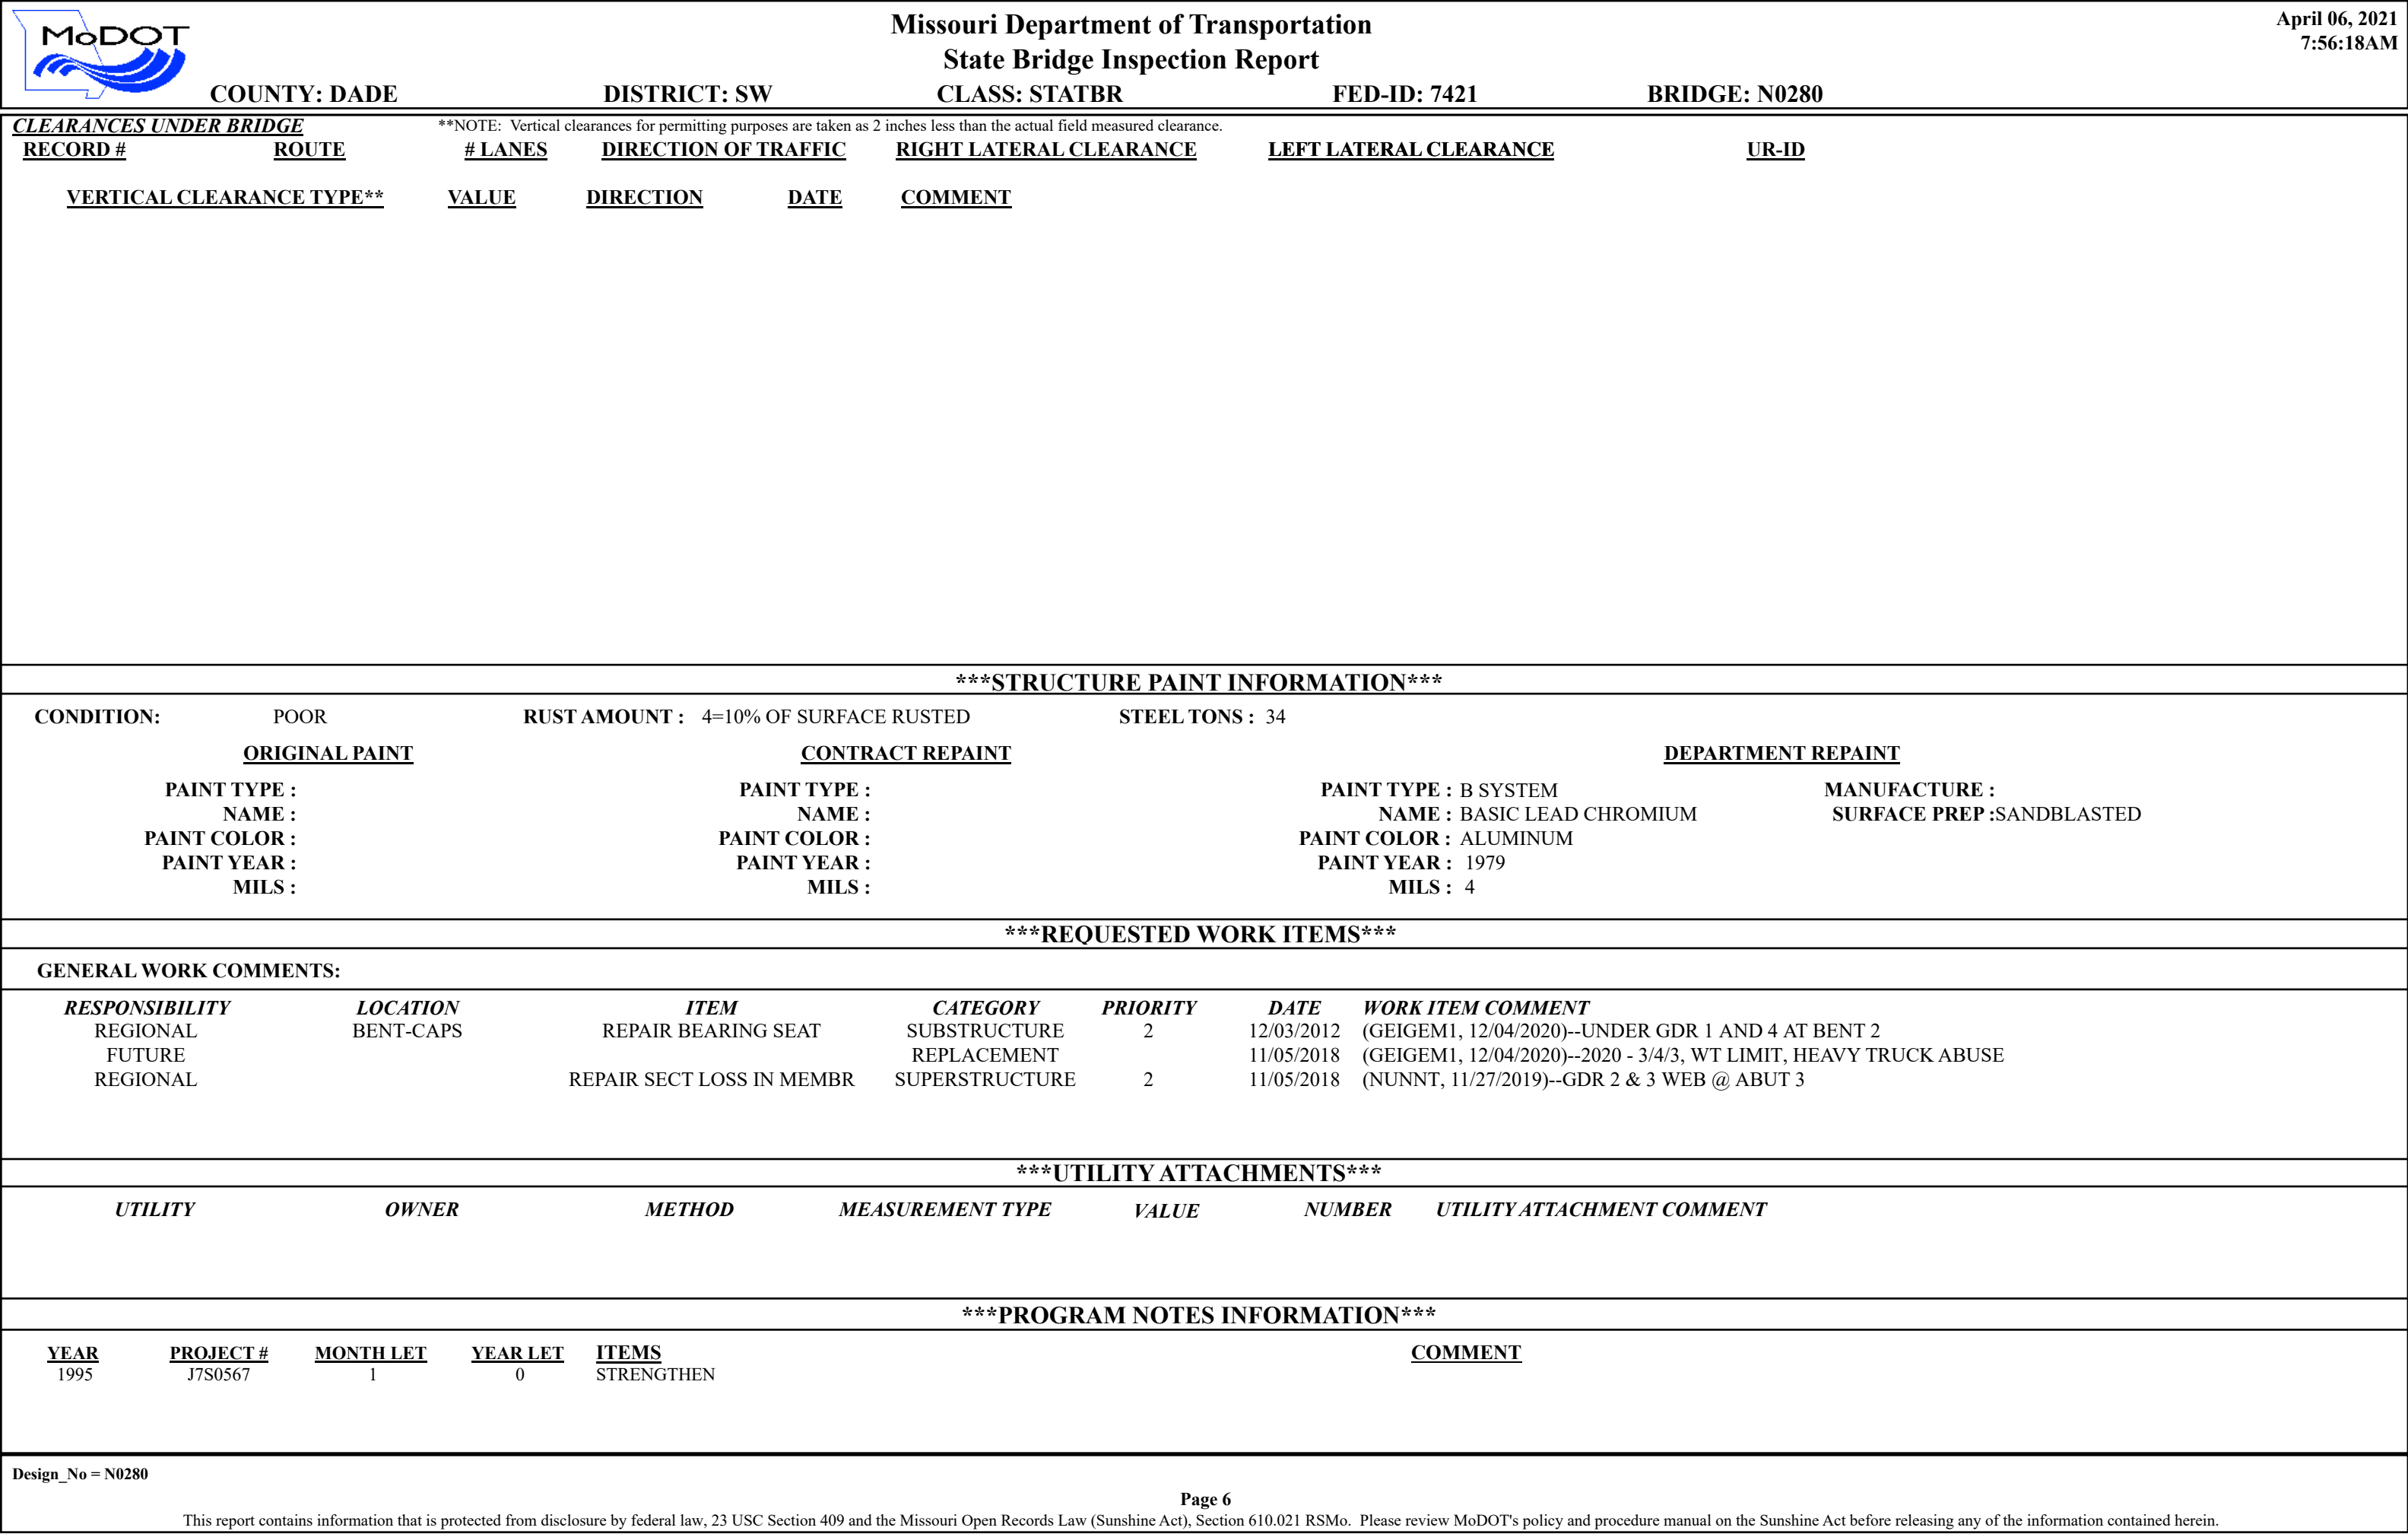 MoDOT
Missouri Department of Transportation
State Bridge Inspection Report
April 06, 2021
7:56:18AM
COUNTY: DADE DISTRICT: SW CLASS: STATBR FED-ID: 7421 BRIDGE: N0280
CLEARANCES UNDER BRIDGE **NOTE: Vertical clearances for permitting purposes are taken as 2 inches less than the actual field measured clearance.
RECORD # ROUTE # LANES DIRECTION OF TRAFFIC RIGHT LATERAL CLEARANCE LEFT LATERAL CLEARANCE UR-ID
VERTICAL CLEARANCE TYPE** VALUE DIRECTION DATE COMMENT
***STRUCTURE PAINT INFORMATION***
CONDITION: POOR RUST AMOUNT : 4=10% OF SURFACE RUSTED STEEL TONS : 34
ORIGINAL PAINT CONTRACT REPAINT DEPARTMENT REPAINT
PAINT TYPE : PAINT TYPE : PAINT TYPE : B SYSTEM MANUFACTURE :
NAME : NAME : NAME : BASIC LEAD CHROMIUM SURFACE PREP :SANDBLASTED
PAINT COLOR : PAINT COLOR : PAINT COLOR : ALUMINUM
PAINT YEAR : PAINT YEAR : PAINT YEAR : 1979
MILS : MILS : MILS : 4
***REQUESTED WORK ITEMS***
GENERAL WORK COMMENTS:
RESPONSIBILITY LOCATION ITEM CATEGORY PRIORITY DATE WORK ITEM COMMENT
REGIONAL BENT-CAPS REPAIR BEARING SEAT SUBSTRUCTURE 2 12/03/2012 (GEIGEM1, 12/04/2020)--UNDER GDR 1 AND 4 AT BENT 2
FUTURE REPLACEMENT 11/05/2018 (GEIGEM1, 12/04/2020)--2020 - 3/4/3, WT LIMIT, HEAVY TRUCK ABUSE
REGIONAL REPAIR SECT LOSS IN MEMBR SUPERSTRUCTURE 2 11/05/2018 (NUNNT, 11/27/2019)--GDR 2 & 3 WEB @ ABUT 3
***UTILITY ATTACHMENTS***
UTILITY OWNER METHOD MEASUREMENT TYPE VALUE NUMBER UTILITY ATTACHMENT COMMENT
***PROGRAM NOTES INFORMATION***
YEAR PROJECT # MONTH LET YEAR LET ITEMS COMMENT
1995 J7S0567 1 0 STRENGTHEN
Design_No = N0280
Page 6
This report contains information that is protected from disclosure by federal law, 23 USC Section 409 and the Missouri Open Records Law (Sunshine Act), Section 610.021 RSMo. Please review MoDOT's policy and procedure manual on the Sunshine Act before releasing any of the information contained herein.